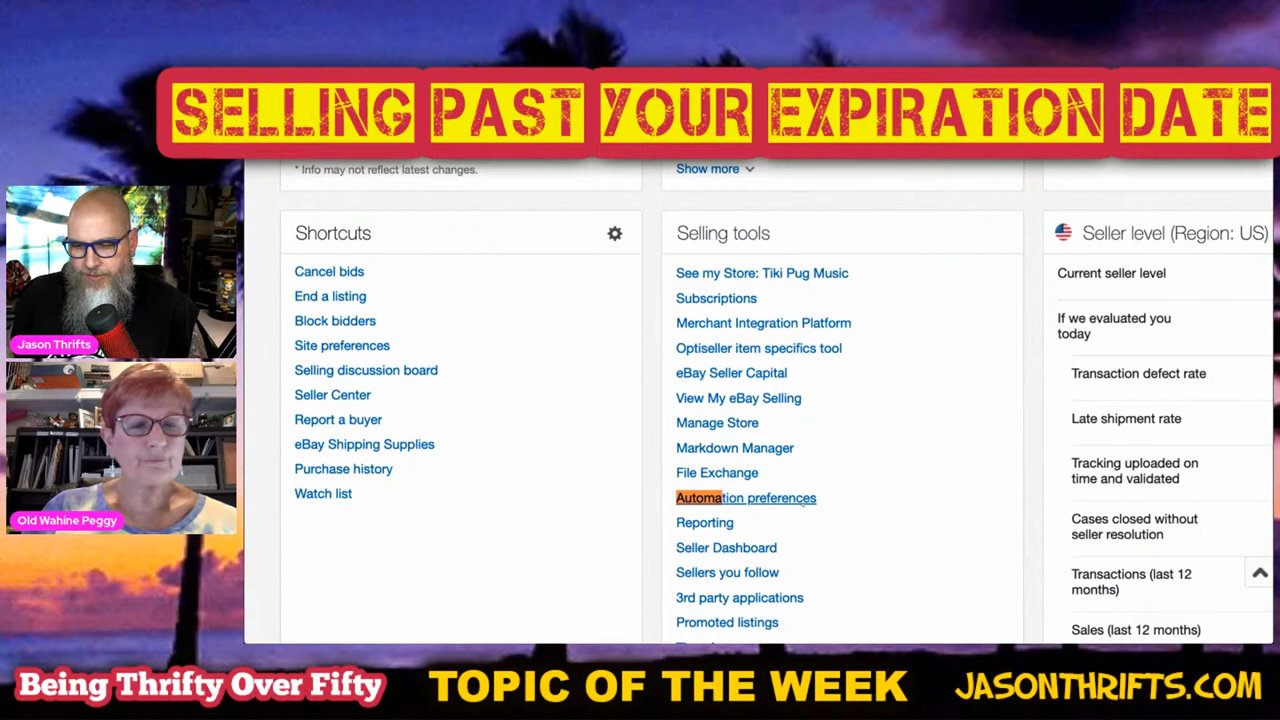 SELLING PAST YOUR EXPIRATION DATE
* Info may not reflect latest changes.
Show more
Shortcuts
Cancel bids
End a listing
Block bidders
Site preferences
Selling discussion board
Seller Center
Report a buyer
eBay Shipping Supplies
Purchase history
Watch list
Selling tools
See my Store: Tiki Pug Music
Subscriptions
Merchant Integration Platform
Optiseller item specifics tool
eBay Seller Capital
View My eBay Selling
Manage Store
Markdown Manager
File Exchange
Automation preferences
Reporting
Seller Dashboard
Sellers you follow
3rd party applications
Promoted listings
Seller level (Region: US)
Current seller level
If we evaluated you
today
Transaction defect rate
Late shipment rate
Tracking uploaded on
time and validated
Cases closed without
seller resolution
Transactions (last 12
months)
Sales (last 12 months)
Jason Thrifts
Old Wahine Peggy
Being Thrifty Over Fifty
TOPIC OF THE WEEK
JASONTHRIFTS.COM